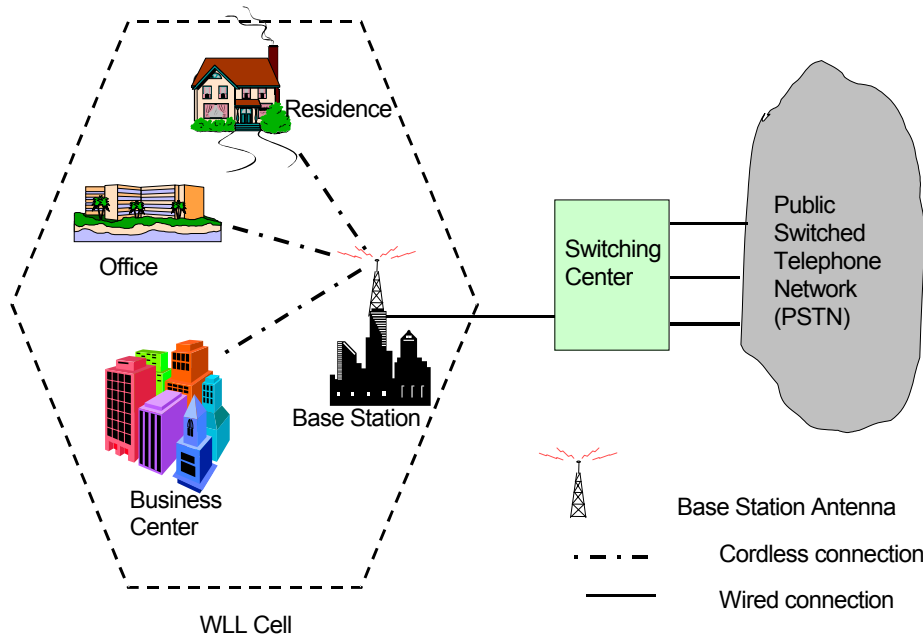 Residence
Office
Business
Center
Base Station
WLL Cell
Switching
Center
Public
Switched
Telephone
Network
(PSTN)
Base Station Antenna
Cordless connection
Wired connection